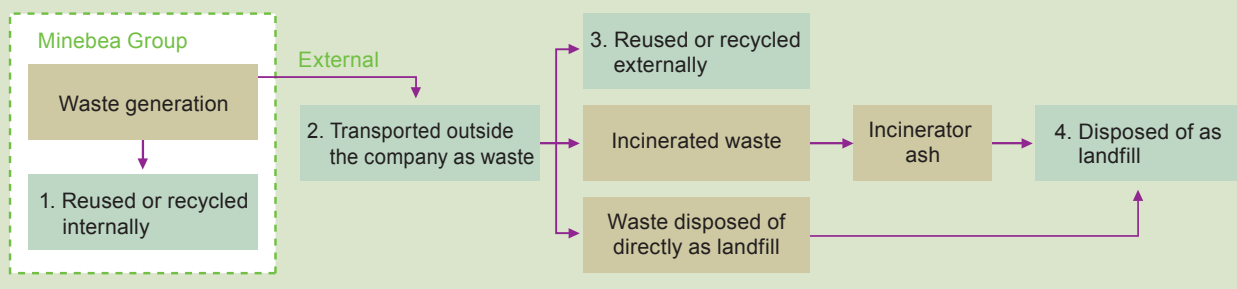 Minebea Group
Waste generation
1. Reused or recycled
internally
External
2. Transported outside
the company as waste
3. Reused or recycled
externally
Incinerated waste
Waste disposed of
directly as landfill
Incinerator
ash
4. Disposed of as
landfill